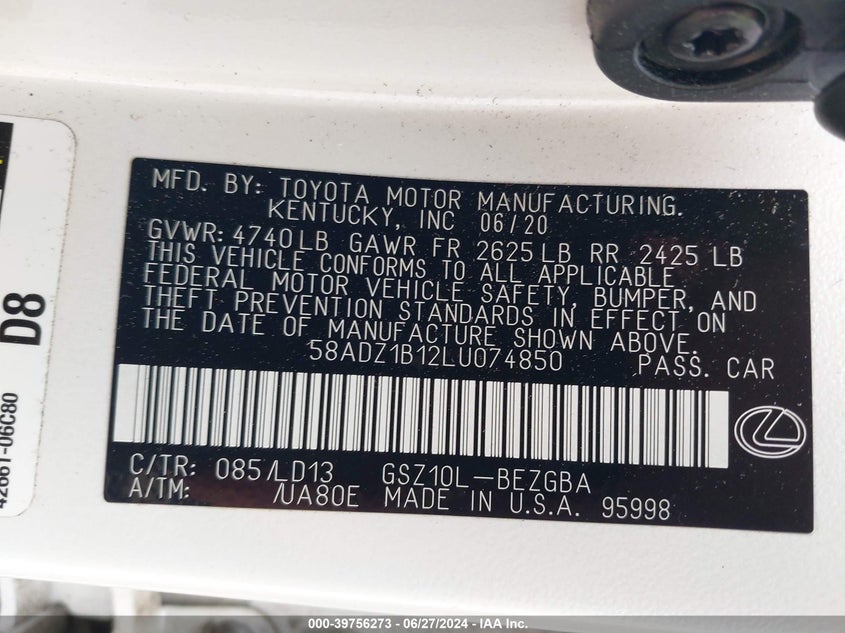 MFD. BY: TOYOTA MOTOR MANUFACTURING.
KENTUCKY, INC 06/20
GVWR: 4740LB GAWR FR 2625LB RR 2425 LB
THIS VEHICLE CONFORMS TO ALL APPLICABLE
FEDERAL MOTOR VEHICLE SAFETY, BUMPER, AND
THEFT PREVENTION STANDARDS IN EFFECT ON
THE DATE OF MANUFACTURE SHOWN ABOVE.
58ADZ1B12LU074850 PASS. CAR
C/TR: 085/LD13 GSZ10L-BEZGBA
A/TM: /UA80E MADE IN U.S.A. 95998
D8
42661-06C80
000-39756273 - 06/27/2024 - IAA Inc.